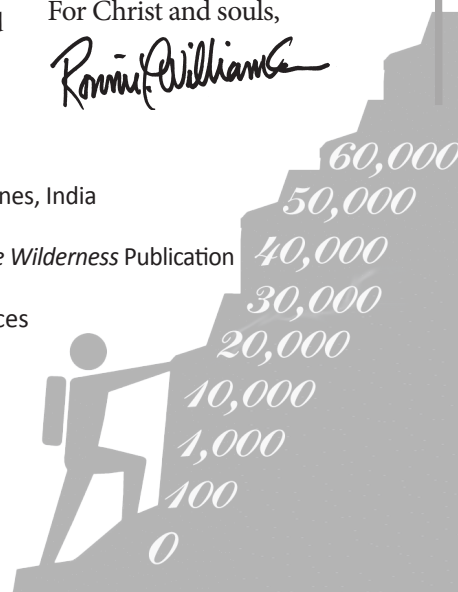 For Christ and souls,
Ronnie
nes, India
e Wilderness Publication
ces
60,000
50,000
40,000
30,000
20,000
10,000
1,000
100
0